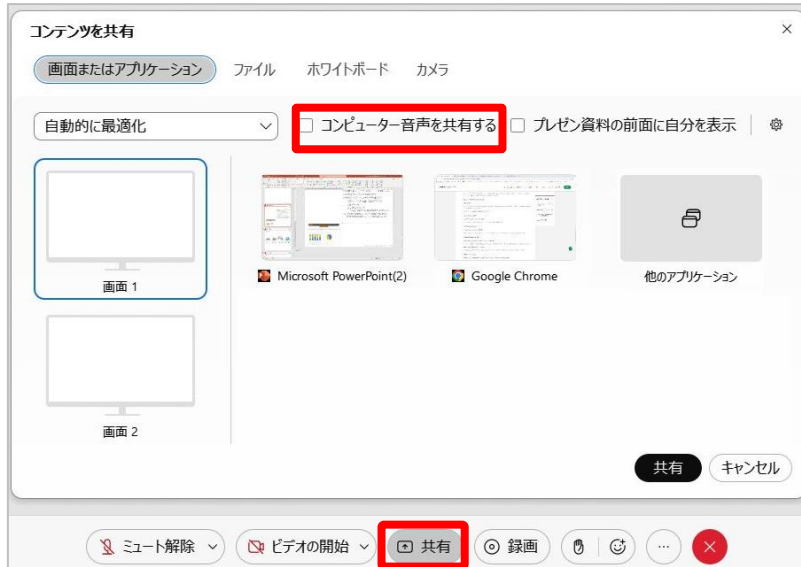 コンテンツを共有
画面またはアプリケーション ファイル ホワイトボード カメラ
自動的に最適化 コンピューター音声を共有する プレゼン資料の前面に自分を表示
画面 1
Microsoft PowerPoint(2) Google Chrome 他のアプリケーション
画面 2
共有 キャンセル
ミュート解除 ビデオの開始 共有 録画